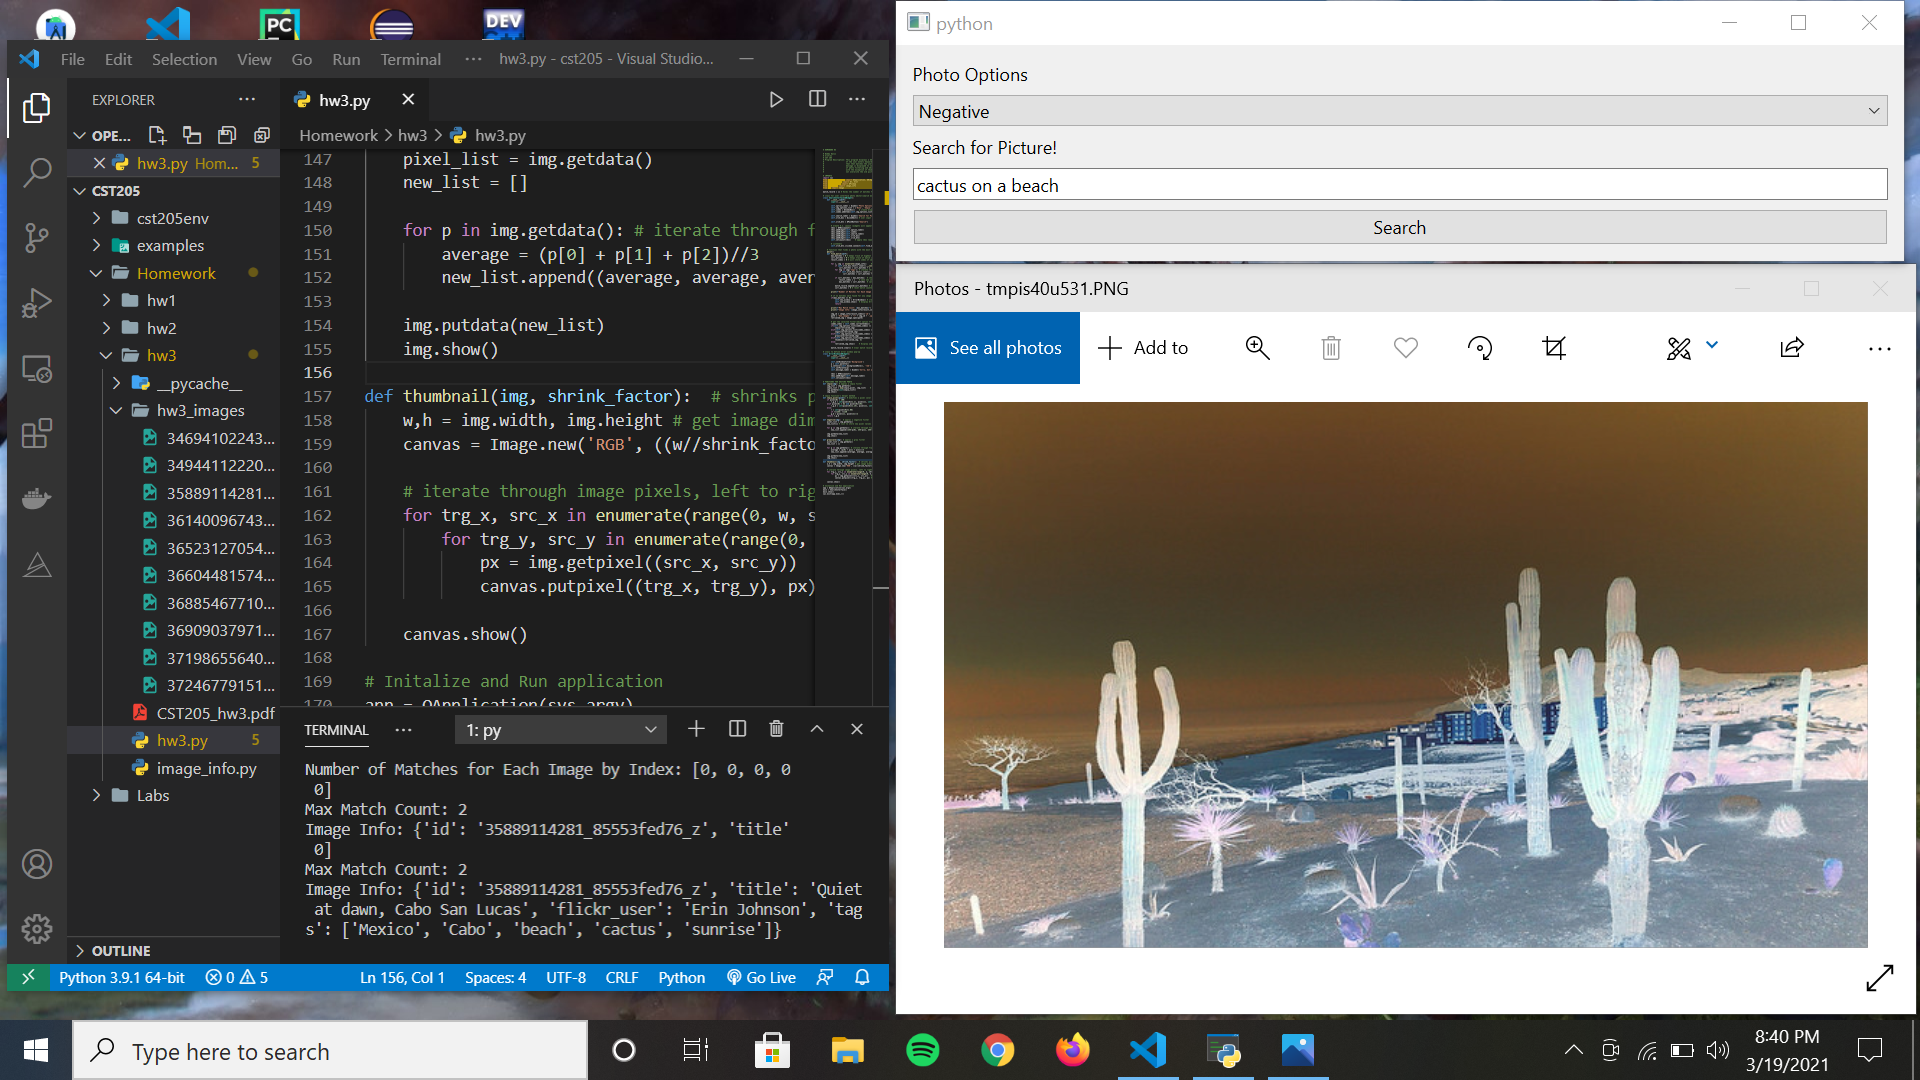 PC
DEV
File Edit Selection View Go Run Terminal ··· hw3.py - cst205 - Visual Studio...
EXPLORER ···
OPE...
hw3.py Hom... 5
CST205
cst205env
examples
Homework
hw1
hw2
hw3
__pycache__
hw3_images
34694102243...
34944112220...
35889114281...
36140096743...
36523127054...
36604481574...
36885467710...
36909037971...
37198655640...
37246779151...
CST205_hw3.pdf
hw3.py 5
image_info.py
Labs
OUTLINE
hw3.py
Homework > hw3 > hw3.py
147 pixel_list = img.getdata()
148 new_list = []
149
150 for p in img.getdata(): # iterate through f
151 average = (p[0] + p[1] + p[2])//3
152 new_list.append((average, average, aver
153
154 img.putdata(new_list)
155 img.show()
156
157 def thumbnail(img, shrink_factor):  # shrinks p
158 w,h = img.width, img.height # get image dim
159 canvas = Image.new('RGB', ((w//shrink_facto
160
161 # iterate through image pixels, left to rig
162 for trg_x, src_x in enumerate(range(0, w, s
163 for trg_y, src_y in enumerate(range(0,
164 px = img.getpixel((src_x, src_y))
165 canvas.putpixel((trg_x, trg_y), px)
166
167 canvas.show()
168
169 # Initalize and Run application
170 app = QApplication(sys.argv)
TERMINAL ··· 1: py
Number of Matches for Each Image by Index: [0, 0, 0, 0
0]
Max Match Count: 2
Image Info: {'id': '35889114281_85553fed76_z', 'title'
0]
Max Match Count: 2
Image Info: {'id': '35889114281_85553fed76_z', 'title': 'Quiet
at dawn, Cabo San Lucas', 'flickr_user': 'Erin Johnson', 'tag
s': ['Mexico', 'Cabo', 'beach', 'cactus', 'sunrise']}
Python 3.9.1 64-bit 0 5 Ln 156, Col 1 Spaces: 4 UTF-8 CRLF Python Go Live
python
Photo Options
Negative
Search for Picture!
cactus on a beach
Search
Photos - tmpis40u531.PNG
See all photos
Add to
Type here to search
8:40 PM
3/19/2021